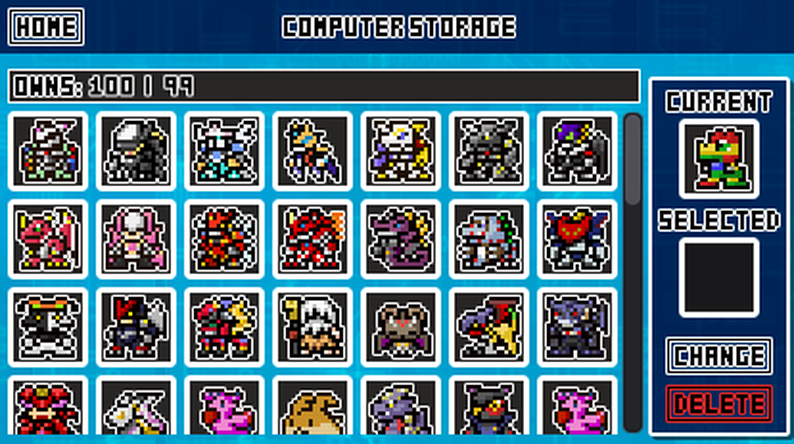 HOME
COMPUTER STORAGE
OWNS: 100 | 99
CURRENT
SELECTED
CHANGE
DELETE